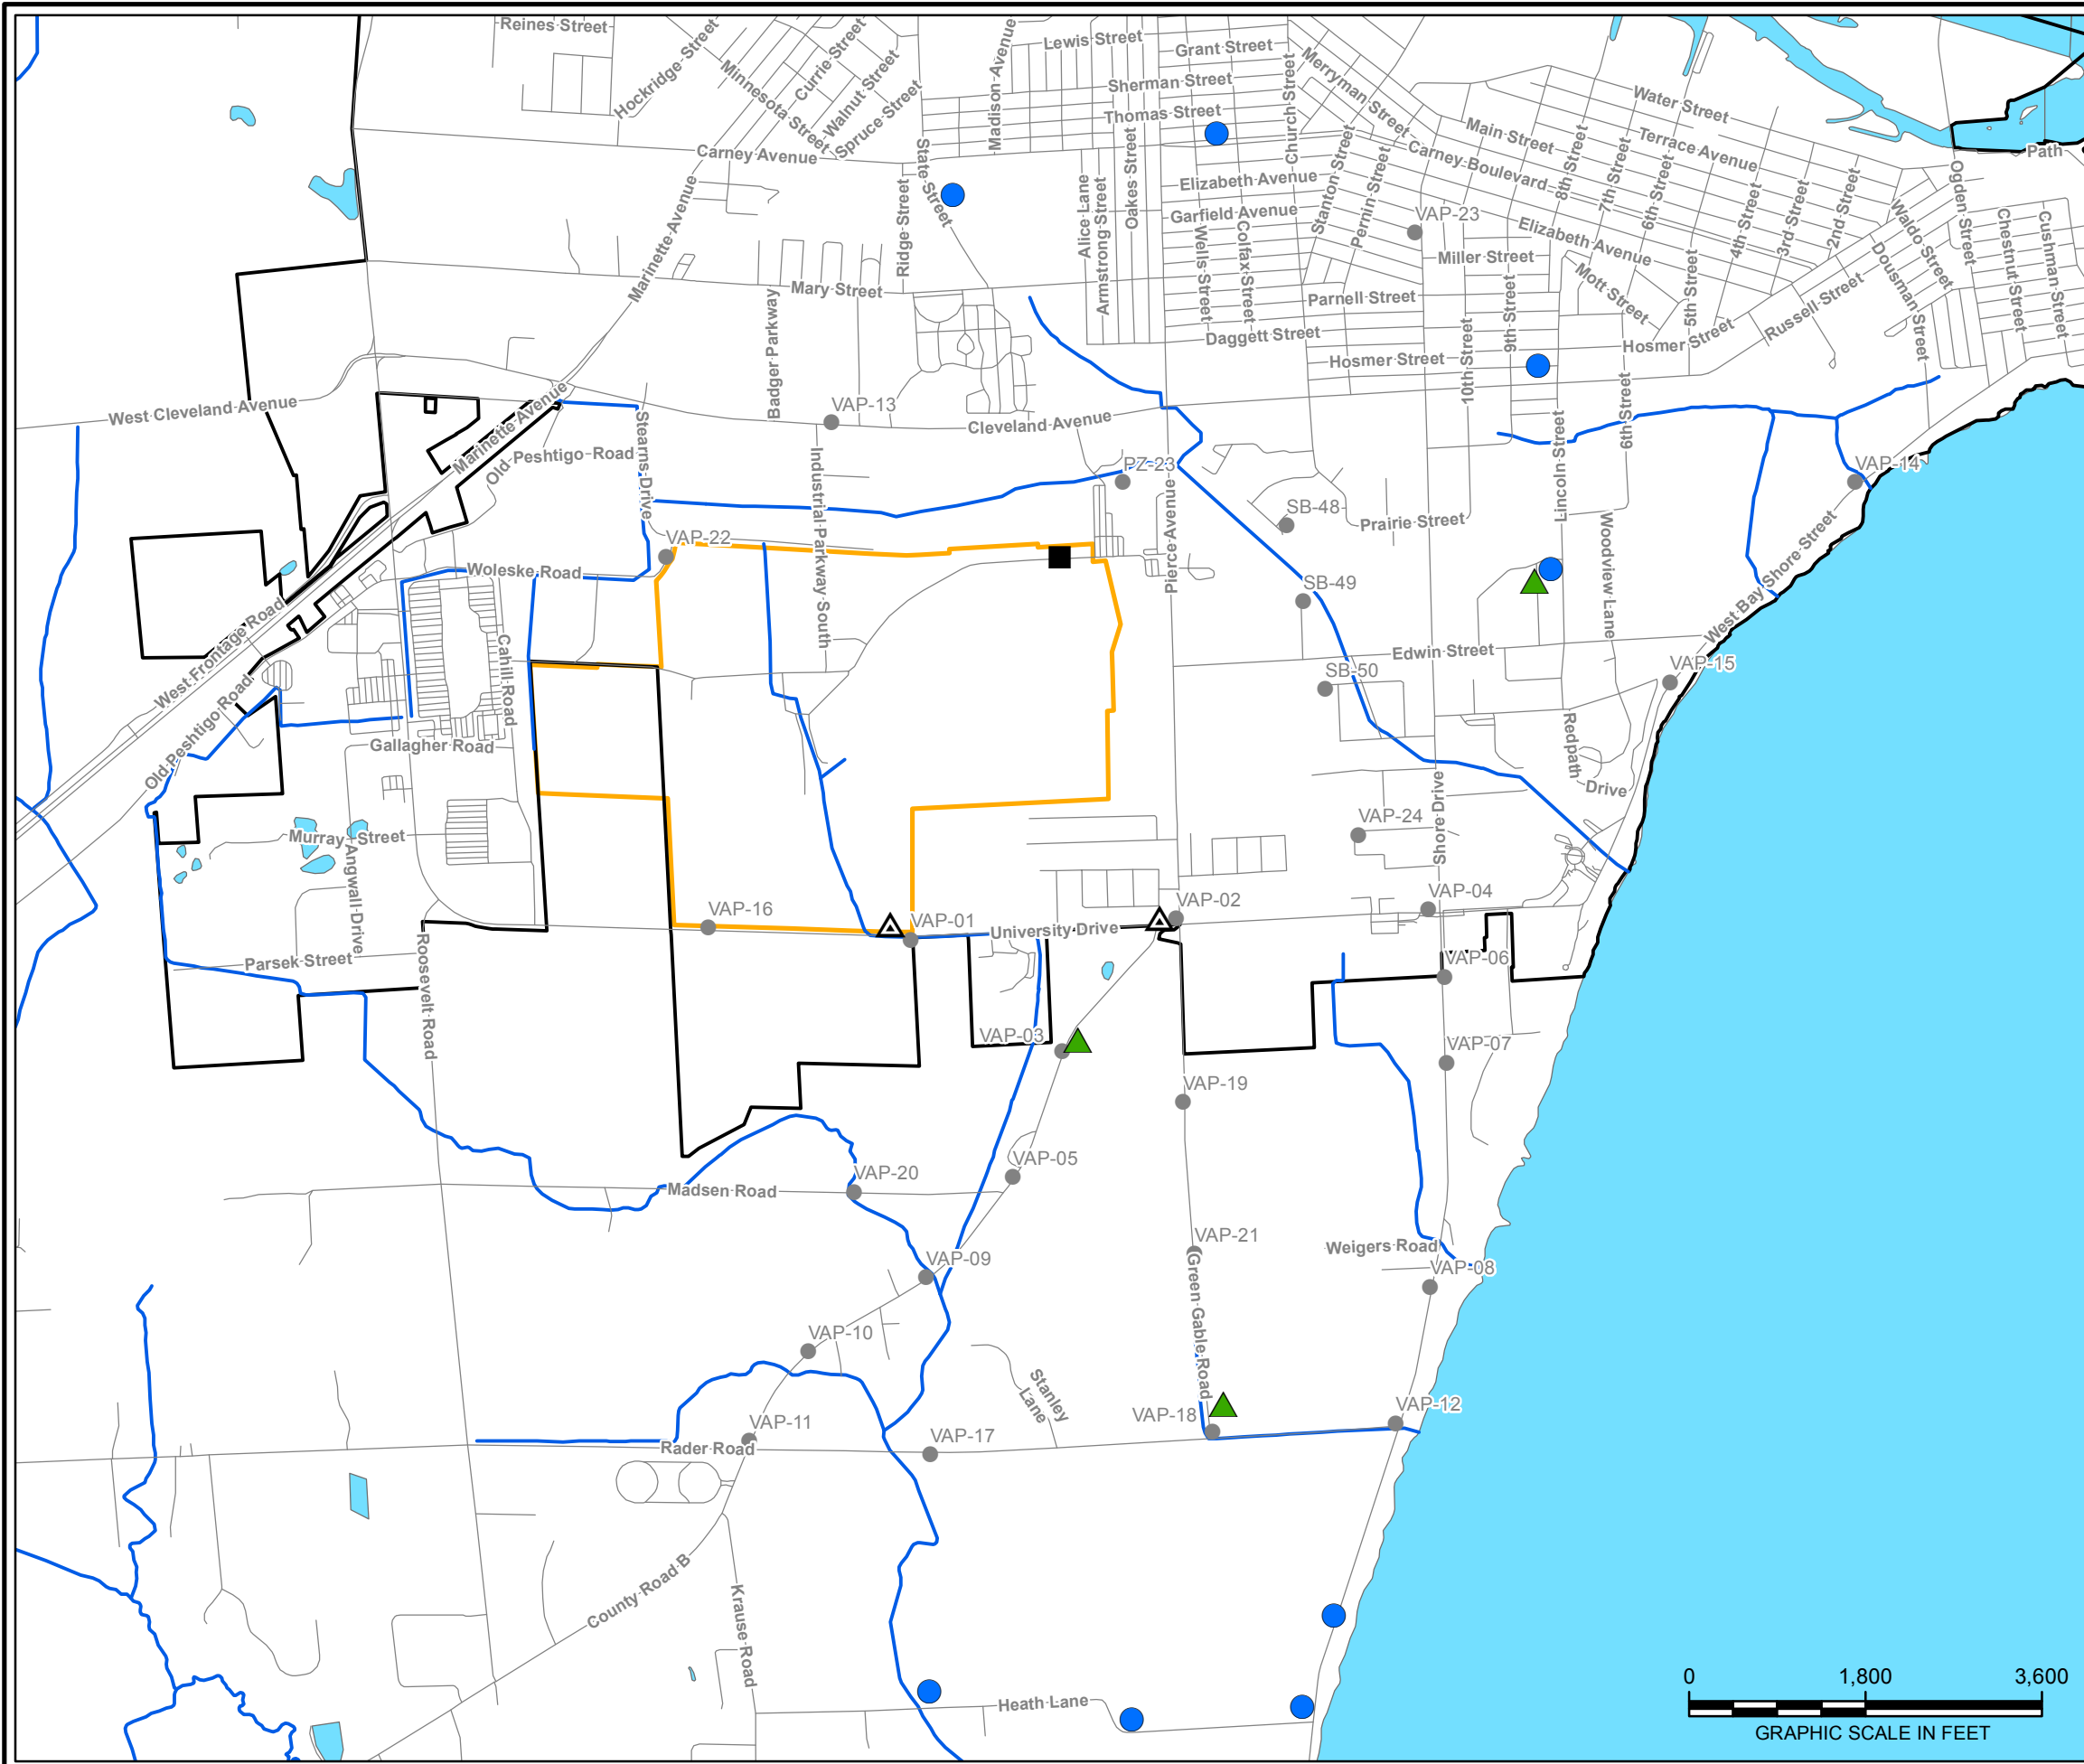 Reines Street
Hockridge Street
Minnesota Street
Currie Street
Walnut Street
Spruce Street
State Street
Madison Avenue
Lewis Street
Grant Street
Sherman Street
Thomas Street
Church Street
Merryman Street
Water Street
Main Street
Terrace Avenue
Path
Carney Avenue
Carney Boulevard
Marinette Avenue
Ridge Street
Alice Lane
Armstrong Street
Oakes Street
Elizabeth Avenue
Garfield Avenue
Wells Street
Colfax Street
Stanton Street
Pernin Street
VAP-23
Miller Street
Elizabeth Avenue
8th Street
7th Street
6th Street
4th Street
3rd Street
2nd Street
Waldo Street
Ogden Street
Chestnut Street
Cushman Street
Dousman Street
Mary Street
Badger Parkway
Parnell Street
Daggett Street
Hosmer Street
10th Street
9th Street
Mott Street
5th Street
Hosmer Street
Russell Street
West Cleveland Avenue
Marinette Avenue
Old Peshtigo Road
Stearns Drive
VAP-13
Cleveland Avenue
Industrial Parkway South
PZ-23
Pierce Avenue
SB-48
Prairie Street
Lincoln Street
6th Street
Woodview Lane
VAP-14
West Bay Shore Street
VAP-22
Woleske Road
SB-49
Edwin Street
SB-50
VAP-15
West Frontage Road
Old Peshtigo Road
Cahill Road
Gallagher Road
Redpath
Drive
Murray Street
Angwall Drive
VAP-24
Shore Drive
VAP-16
VAP-01
University Drive
VAP-02
VAP-04
Parsek Street
Roosevelt Road
VAP-06
VAP-03
VAP-07
VAP-19
VAP-05
VAP-20
Madsen Road
VAP-21
Weigers Road
VAP-09
VAP-08
Green Gable Road
VAP-10
Stanley
Lane
VAP-11
Rader Road
VAP-17
VAP-18
VAP-12
County Road B
Krause Road
Heath Lane
0 1,800 3,600
GRAPHIC SCALE IN FEET